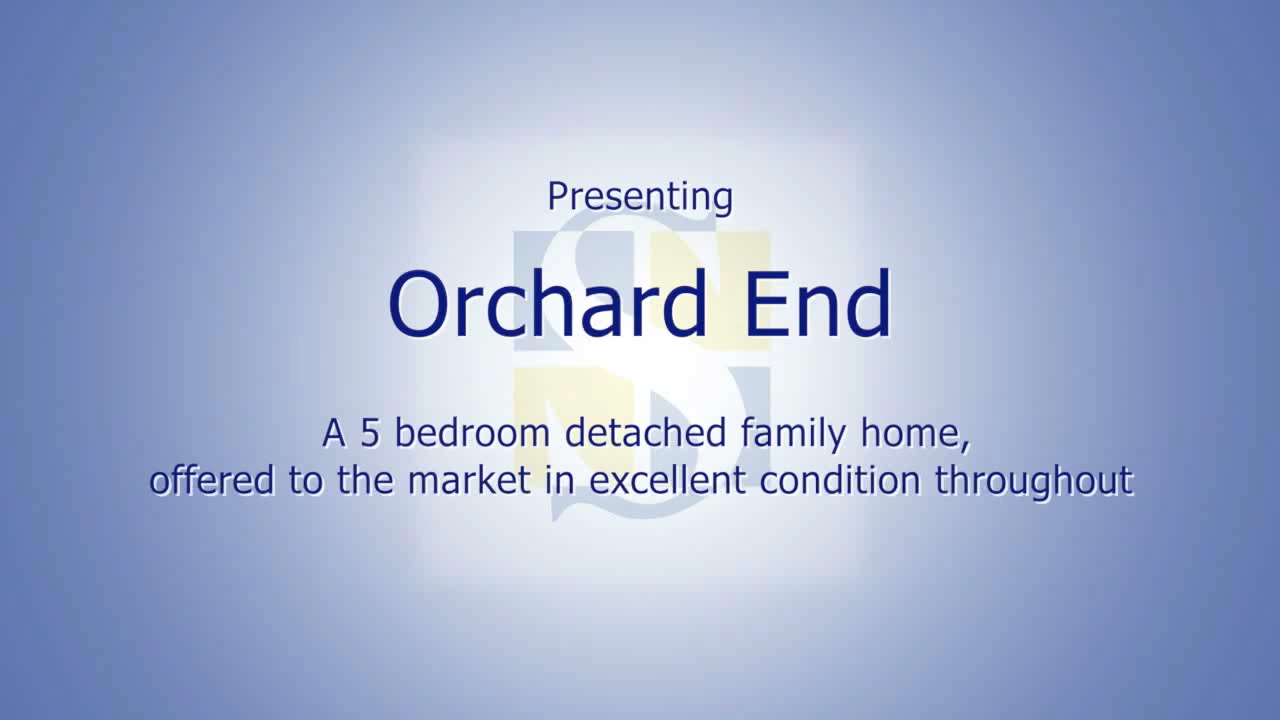 Presenting
Orchard End
A 5 bedroom detached family home,
offered to the market in excellent condition throughout